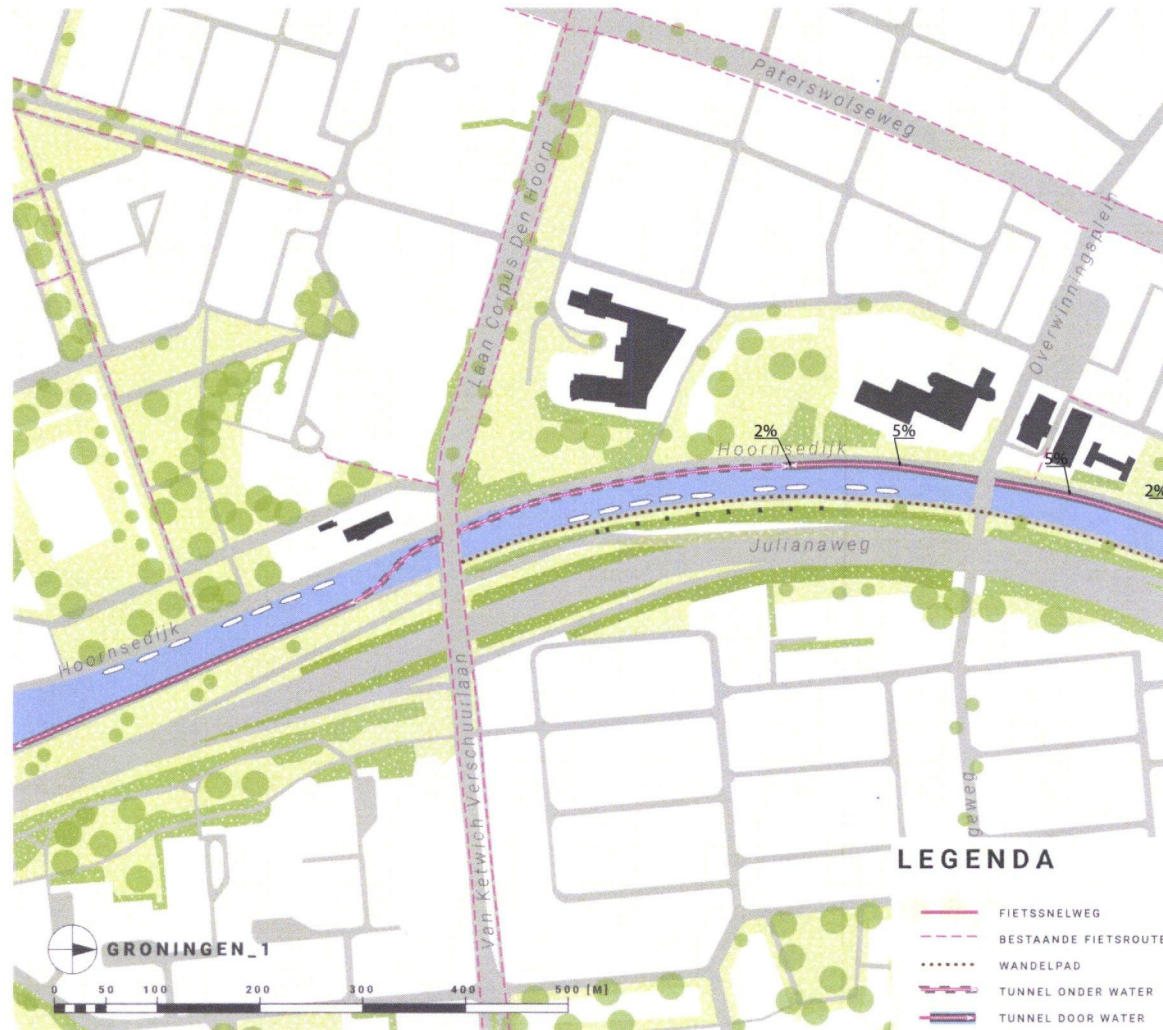 Paterswolseweg
Laan Corpus Den Hoorn
Overwinningsplein
2%
Hoornsedijk
5%
5%
2%
Julianaweg
Hoornsedijk
Van Ketwich Verschuurlaan
geweg
LEGENDA
FIETSSNELWEG
BESTAANDE FIETSROUTE
WANDELPAD
TUNNEL ONDER WATER
TUNNEL DOOR WATER
GRONINGEN_1
0 50 100 200 300 400 500 [M]